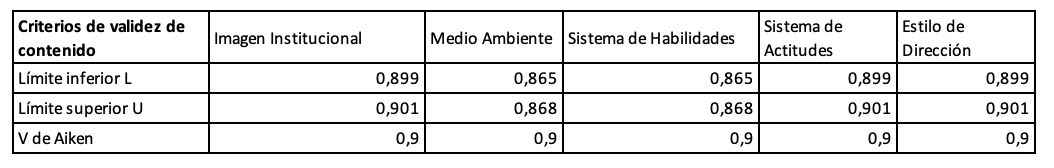 Criterios de validez de contenido | Imagen Institucional | Medio Ambiente | Sistema de Habilidades | Sistema de Actitudes | Estilo de Dirección
Límite inferior L | 0,899 | 0,865 | 0,865 | 0,899 | 0,899
Límite superior U | 0,901 | 0,868 | 0,868 | 0,901 | 0,901
V de Aiken | 0,9 | 0,9 | 0,9 | 0,9 | 0,9